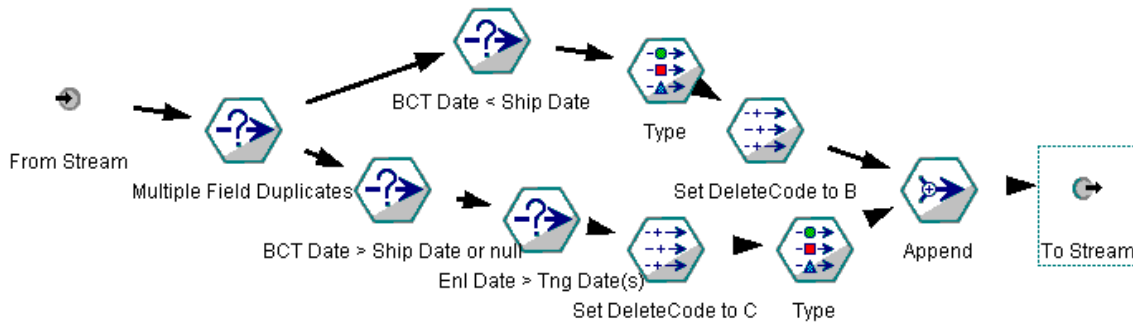 BCT Date < Ship Date
Type
From Stream
Multiple Field Duplicates
Set DeleteCode to B
BCT Date > Ship Date or null
Append
To Stream
Enl Date > Tng Date(s)
Set DeleteCode to C
Type